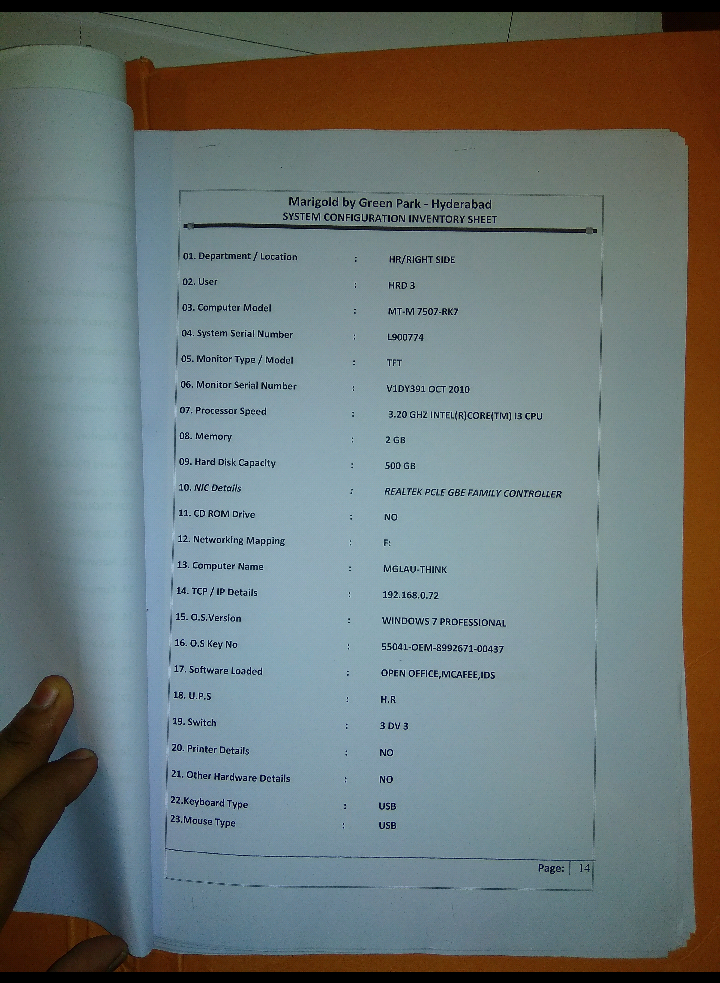 Marigold by Green Park - Hyderabad
SYSTEM CONFIGURATION INVENTORY SHEET
01. Department / Location : HR/RIGHT SIDE
02. User : HRD 3
03. Computer Model : MT-M 7507-RK7
04. System Serial Number : L900774
05. Monitor Type / Model : TFT
06. Monitor Serial Number : V1DY391 OCT 2010
07. Processor Speed : 3.20 GHZ INTEL(R)CORE(TM) I3 CPU
08. Memory : 2 GB
09. Hard Disk Capacity : 500 GB
10. NIC Details : REALTEK PCLE GBE FAMILY CONTROLLER
11. CD ROM Drive : NO
12. Networking Mapping : F:
13. Computer Name : MGLAU-THINK
14. TCP / IP Details : 192.168.0.72
15. O.S.Version : WINDOWS 7 PROFESSIONAL
16. O.S Key No : 55041-OEM-8992671-00437
17. Software Loaded : OPEN OFFICE,MCAFEE,IDS
18. U.P.S : H.R
19. Switch : 3 DV 3
20. Printer Details : NO
21. Other Hardware Details : NO
22.Keyboard Type : USB
23.Mouse Type : USB
Page: 14